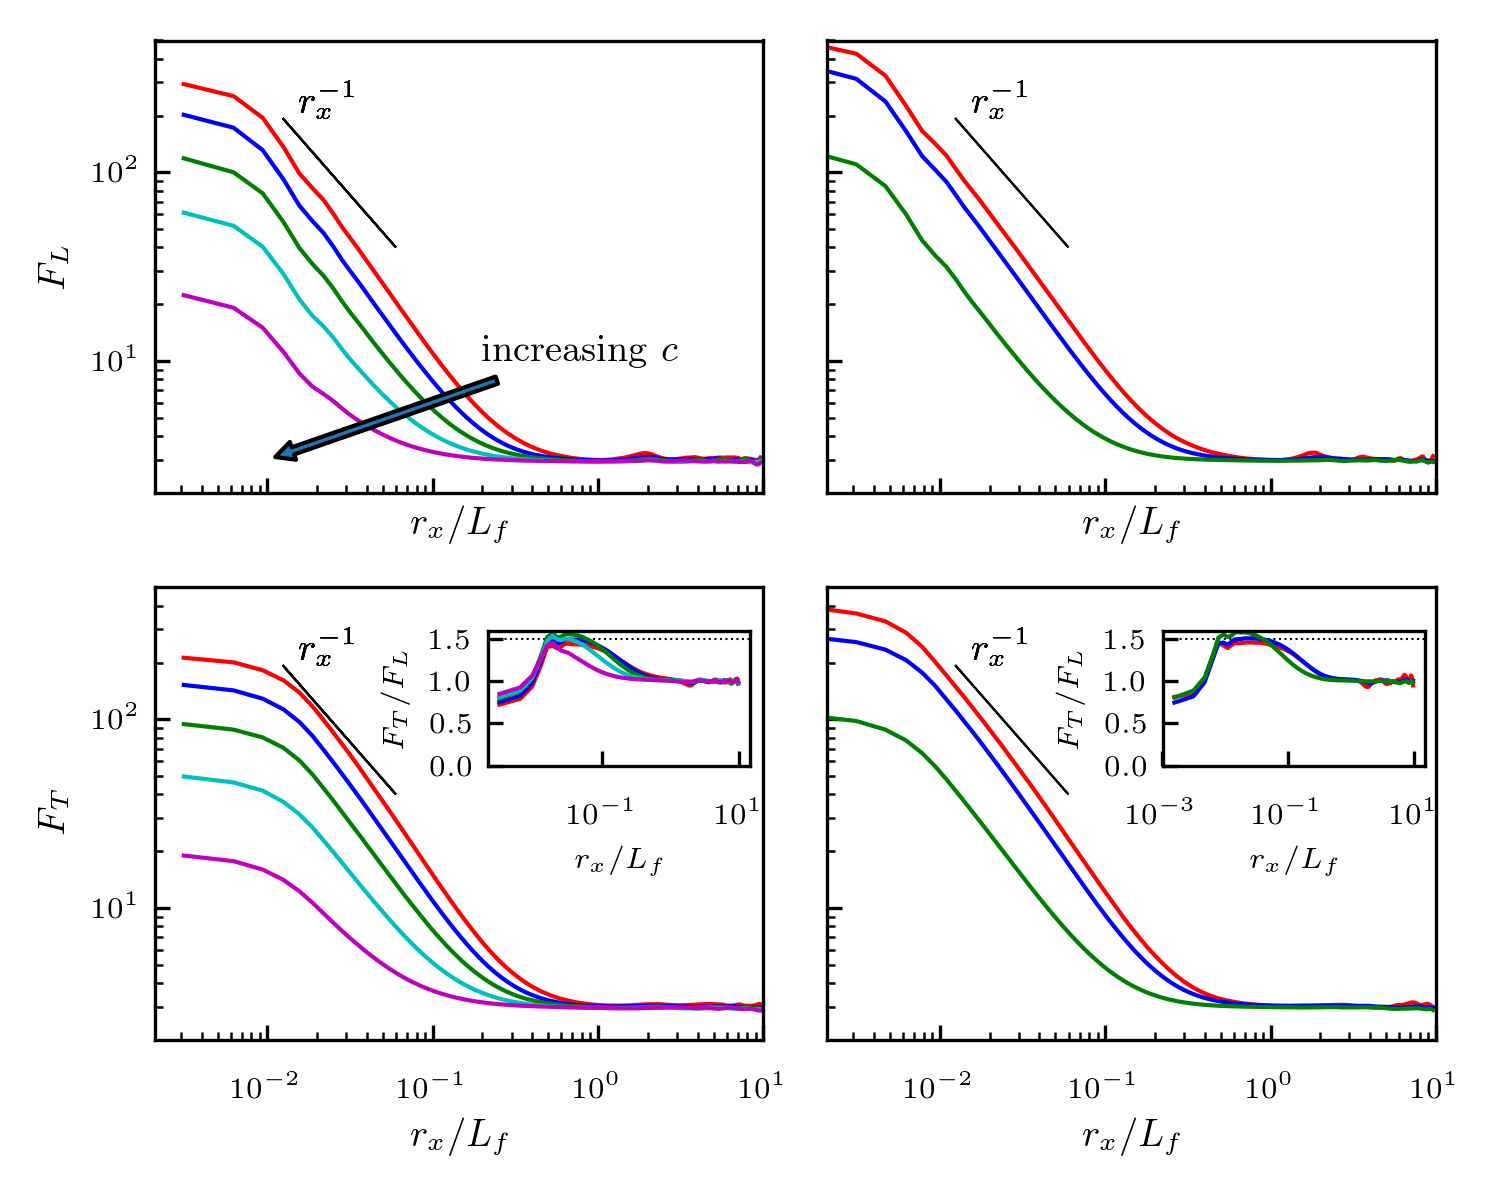 F_L
10^2
10^1
r_x^{-1}
increasing c
r_x/L_f
r_x^{-1}
r_x/L_f
F_T
10^2
10^1
r_x^{-1}
F_T/F_L
1.5
1.0
0.5
0.0
10^{-1} 10^1
r_x/L_f
10^{-2} 10^{-1} 10^0 10^1
r_x/L_f
r_x^{-1}
F_T/F_L
1.5
1.0
0.5
0.0
10^{-3} 10^{-1} 10^1
r_x/L_f
10^{-2} 10^{-1} 10^0 10^1
r_x/L_f